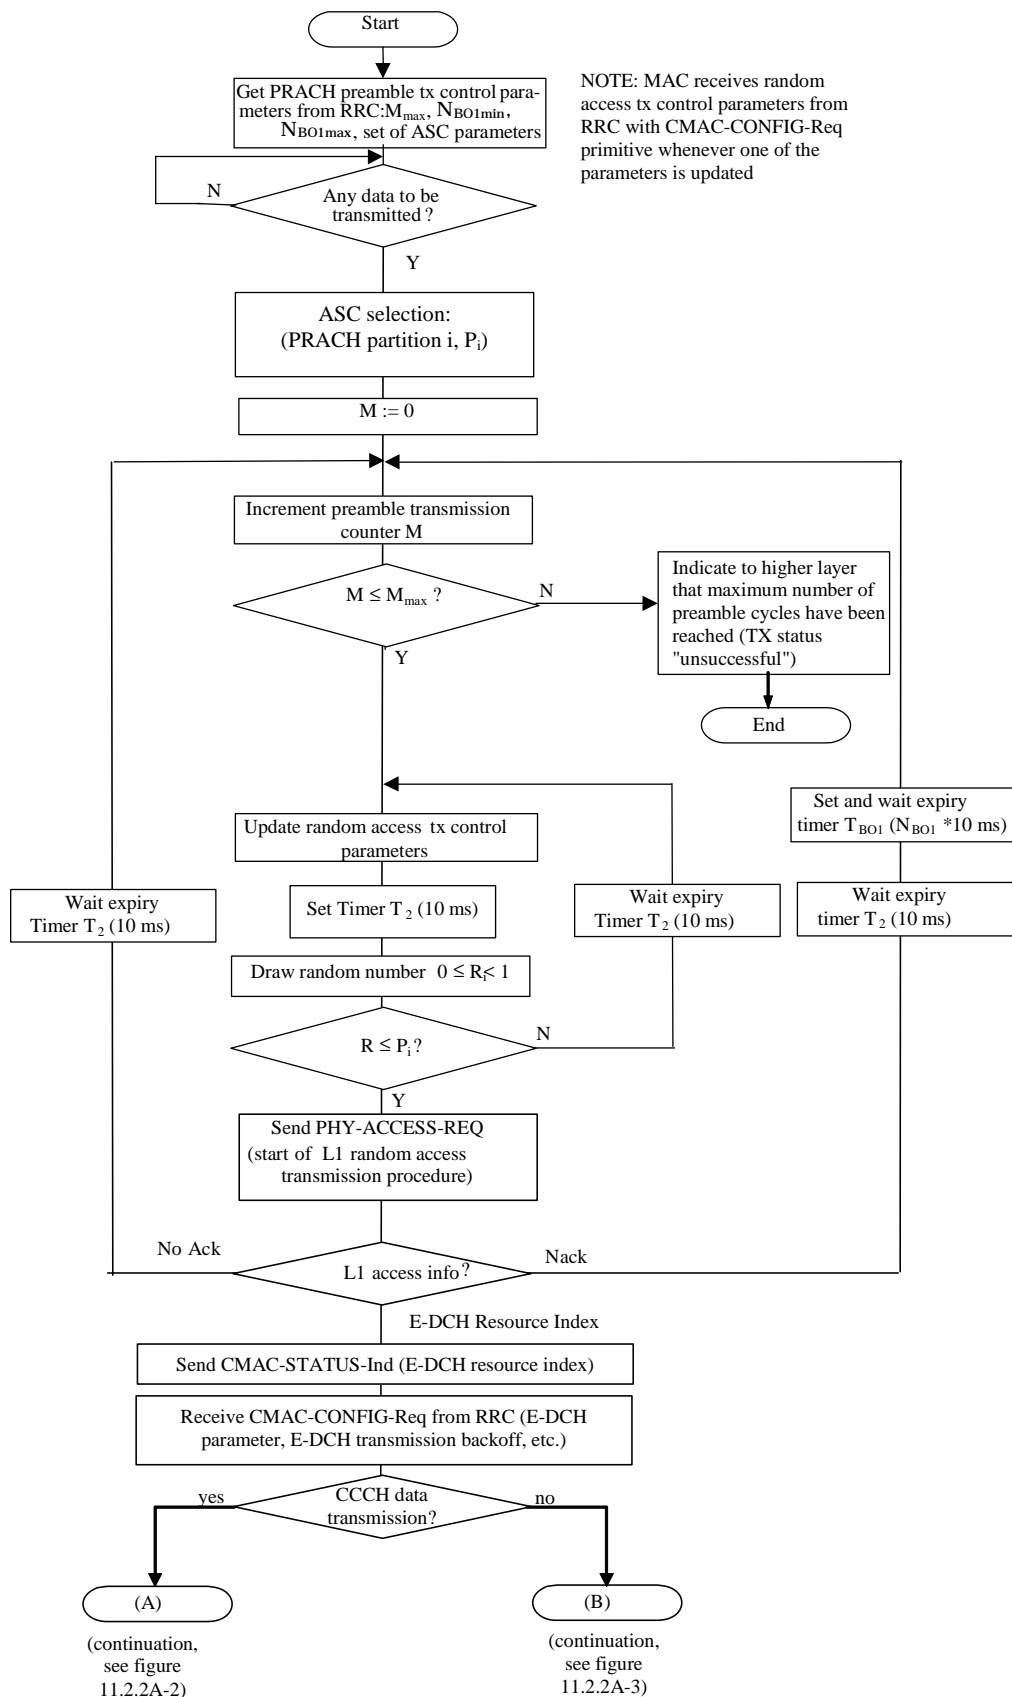 Start
Get PRACH preamble tx control para-
meters from RRC:Mmax, NBO1min,
NBO1max, set of ASC parameters
NOTE: MAC receives random
access tx control parameters from
RRC with CMAC-CONFIG-Req
primitive whenever one of the
parameters is updated
N
Any data to be
transmitted ?
Y
ASC selection:
(PRACH partition i, Pi)
M := 0
Increment preamble transmission
counter M
M ≤ Mmax ?
N
Y
Indicate to higher layer
that maximum number of
preamble cycles have been
reached (TX status
"unsuccessful")
End
Update random access tx control
parameters
Set and wait expiry
timer TBO1 (NBO1 *10 ms)
Wait expiry
Timer T2 (10 ms)
Set Timer T2 (10 ms)
Wait expiry
Timer T2 (10 ms)
Wait expiry
timer T2 (10 ms)
Draw random number 0 ≤ Ri< 1
R ≤ Pi?
N
Y
Send PHY-ACCESS-REQ
(start of L1 random access
transmission procedure)
No Ack
L1 access info?
Nack
E-DCH Resource Index
Send CMAC-STATUS-Ind (E-DCH resource index)
Receive CMAC-CONFIG-Req from RRC (E-DCH
parameter, E-DCH transmission backoff, etc.)
yes
CCCH data
transmission?
no
(A)
(B)
(continuation,
see figure
11.2.2A-2)
(continuation,
see figure
11.2.2A-3)